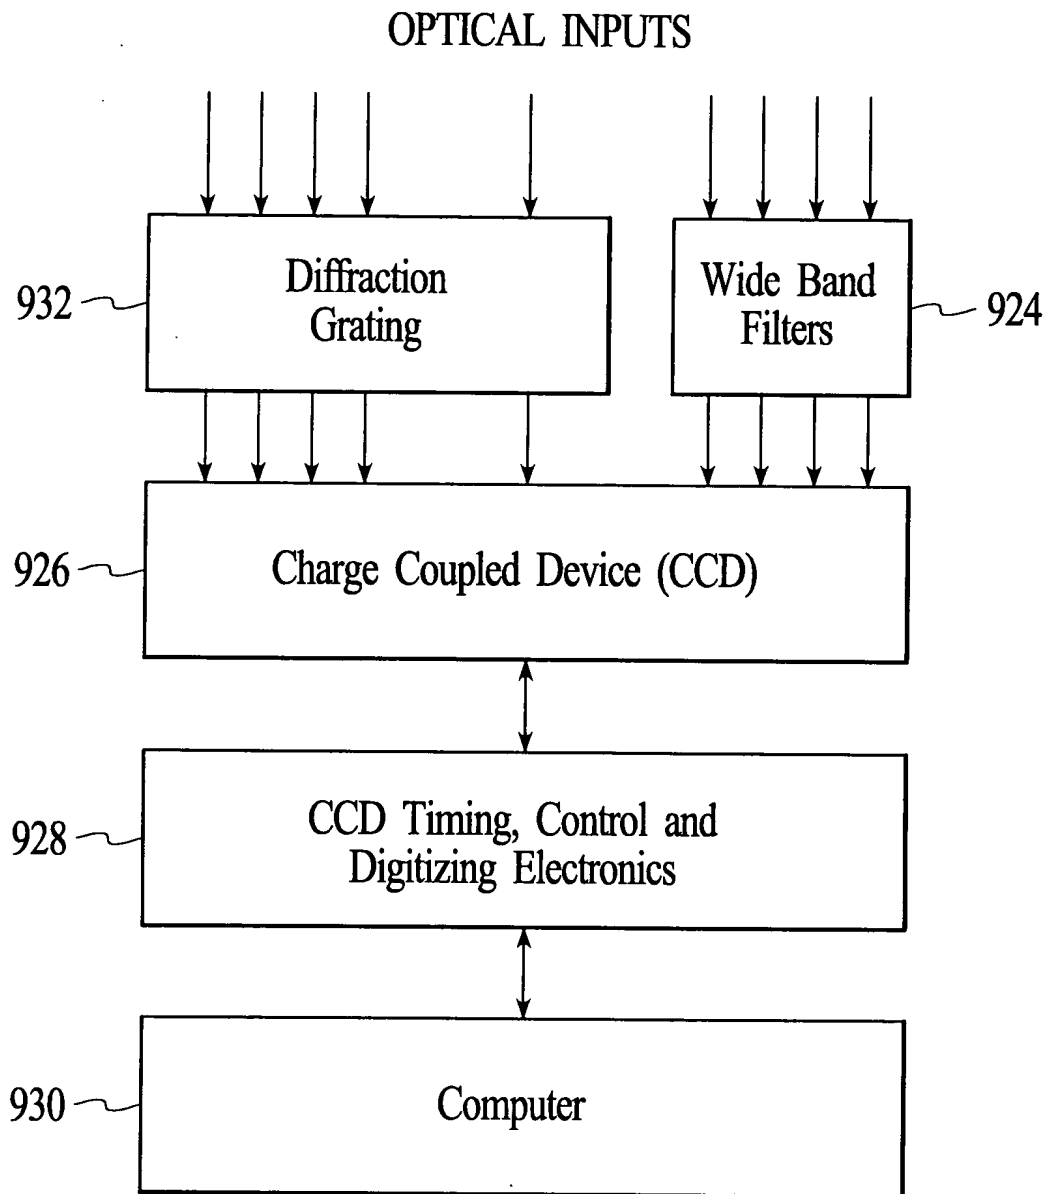 OPTICAL INPUTS
Diffraction
Grating
932
Wide Band
Filters
924
926
Charge Coupled Device (CCD)
928
CCD Timing, Control and
Digitizing Electronics
930
Computer